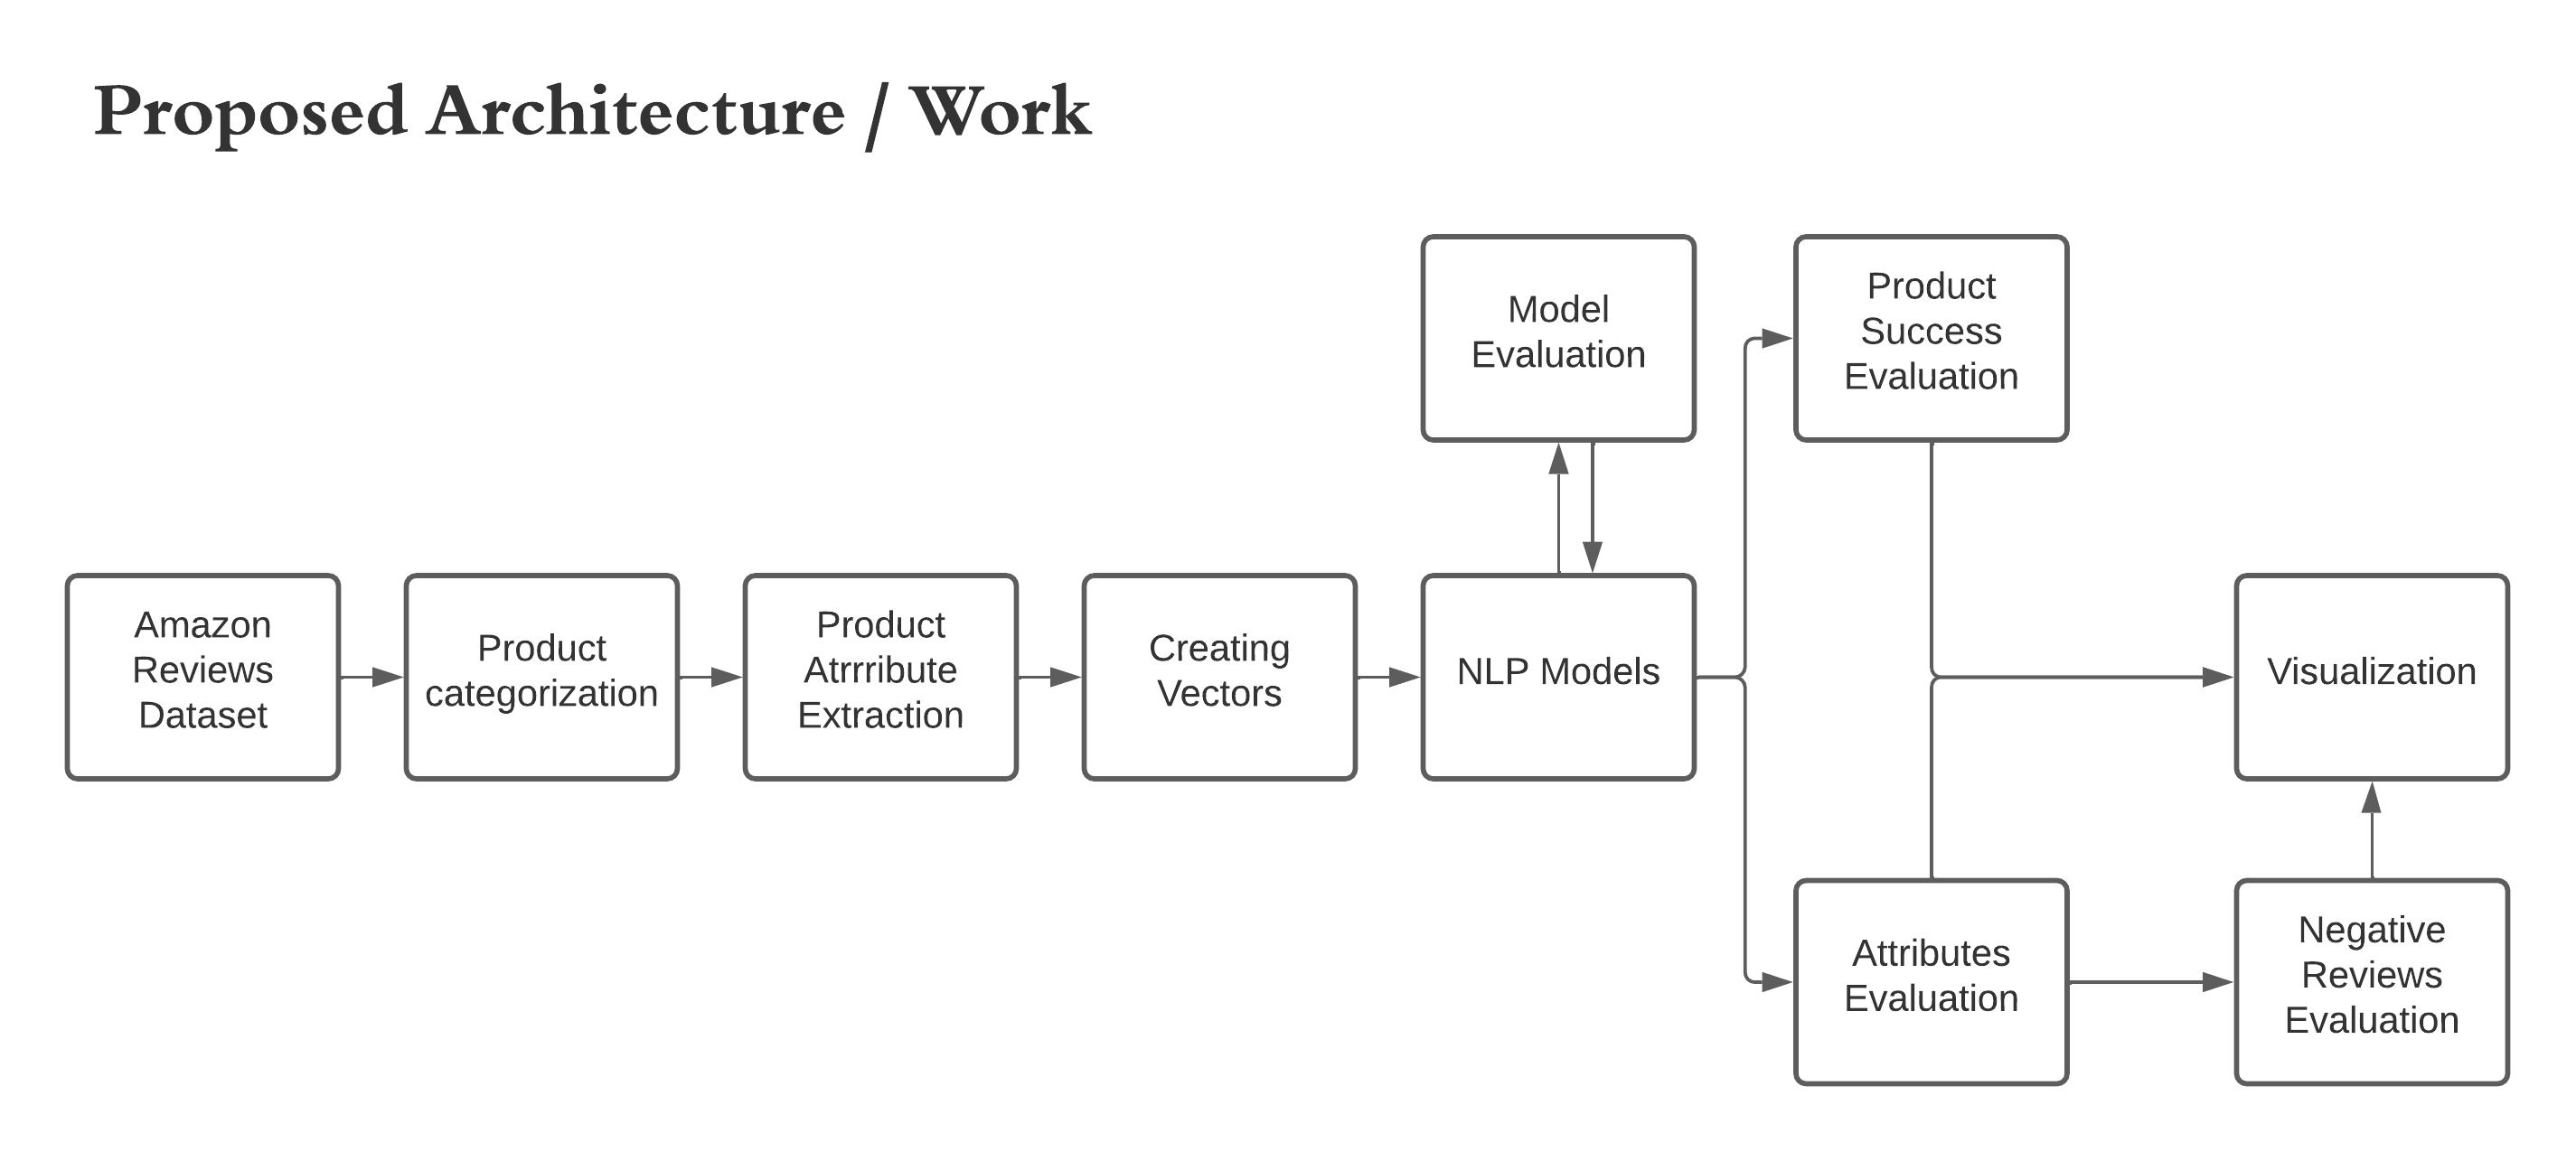 Proposed Architecture / Work
Model
Evaluation
Product
Success
Evaluation
Amazon
Reviews
Dataset
Product
categorization
Product
Atrrribute
Extraction
Creating
Vectors
NLP Models
Visualization
Attributes
Evaluation
Negative
Reviews
Evaluation